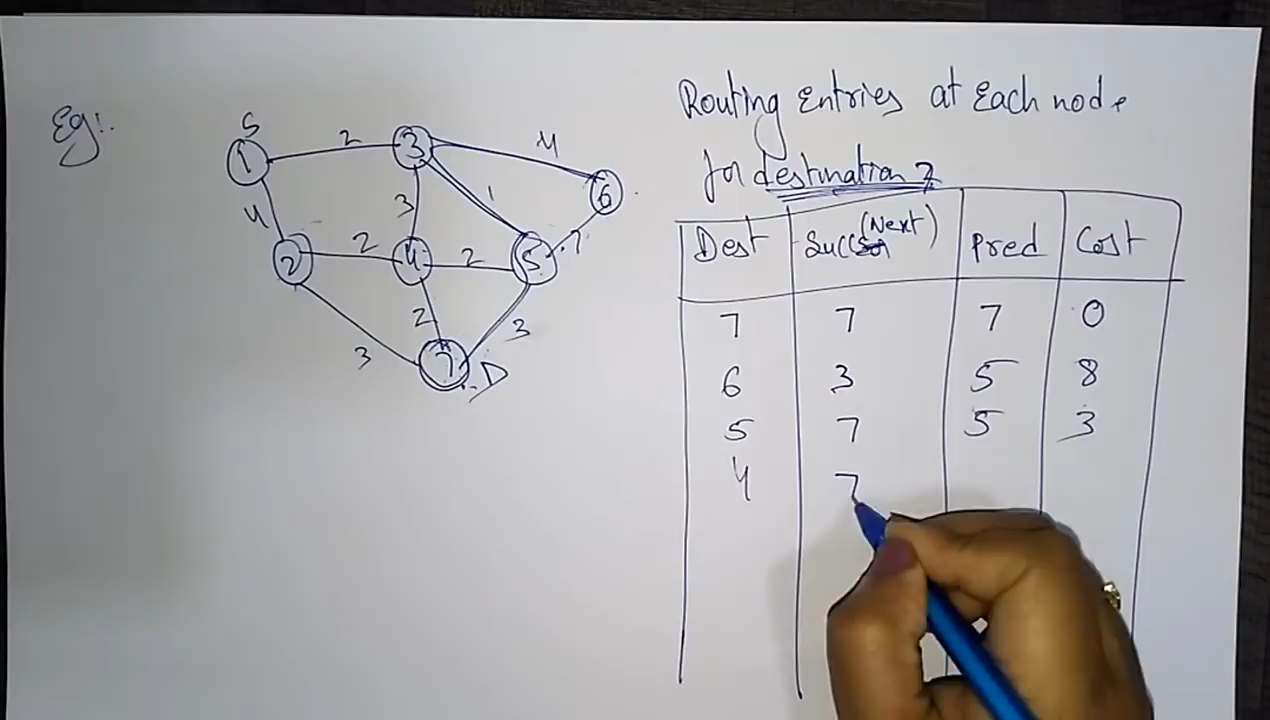 Eg:.
S
1 2 3 4 6
4 3 1 7
2 2 4 2 5
3 2 3
7 D
Routing Entries at Each node
for destination 7
Dest Succ (Next) Pred Cost
7 7 7 0
6 3 5 8
5 7 5 3
4 7